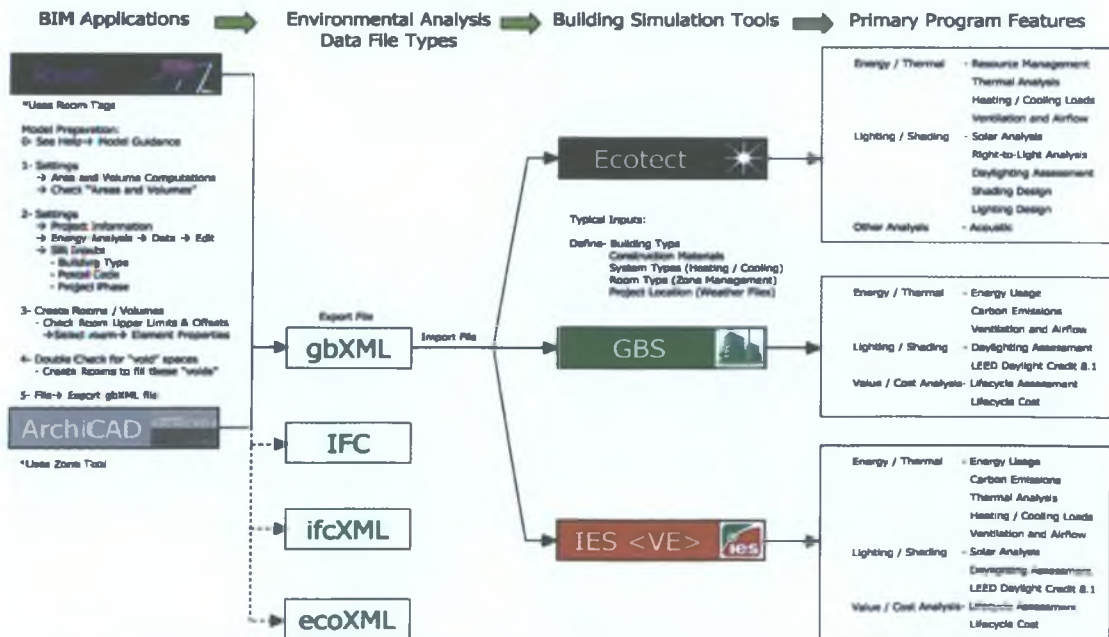 BIM Applications
Environmental Analysis
Data File Types
Building Simulation Tools
Primary Program Features
Revit
*Uses Room Tags
Model Preparation:
0- See Help→ Model Guidance
1- Settings
→ Area and Volume Computations
→ Check "Areas and Volumes"
2- Settings
→ Project Information
→ Energy Analysis → Data → Edit
→ Inputs
- Building Type
- Postal Code
- Project Phase
3- Create Rooms / Volumes
- Check Room Upper Limits & Offsets
→Select room→ Element Properties
4- Double Check for "void" spaces
- Create Rooms to fill these "voids"
5- File→ Export gbXML file
ArchiCAD
*Uses Zone Tool
Export File
gbXML
Import File
IFC
ifcXML
ecoXML
Ecotect
Typical Inputs:
Define- Building Type
Construction Materials
System Types (Heating / Cooling)
Room Type (Zone Management)
Project Location (Weather Files)
GBS
IES <VE>
ies
Energy / Thermal - Resource Management
Thermal Analysis
Heating / Cooling Loads
Ventilation and Airflow
Lighting / Shading - Solar Analysis
Right-to-Light Analysis
Daylighting Assessment
Shading Design
Lighting Design
Other Analysis - Acoustic
Energy / Thermal - Energy Usage
Carbon Emissions
Ventilation and Airflow
Lighting / Shading - Daylighting Assessment
LEED Daylight Credit 8.1
Value / Cost Analysis- Lifecycle Assessment
Lifecycle Cost
Energy / Thermal - Energy Usage
Carbon Emissions
Thermal Analysis
Heating / Cooling Loads
Ventilation and Airflow
Lighting / Shading - Solar Analysis
Daylighting Assessment
LEED Daylight Credit 8.1
Value / Cost Analysis- Lifecycle Assessment
Lifecycle Cost